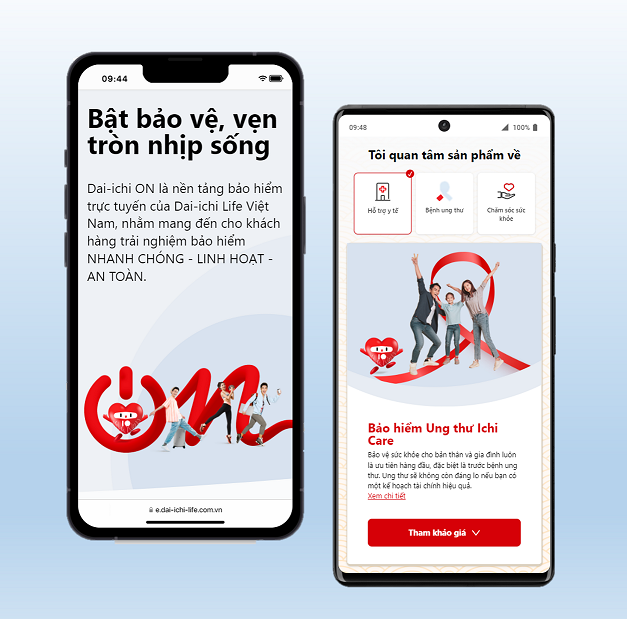 09:44
Bật bảo vệ, vẹn
tròn nhịp sống
Dai-ichi ON là nền tảng bảo hiểm
trực tuyến của Dai-ichi Life Việt
Nam, nhằm mang đến cho khách
hàng trải nghiệm bảo hiểm
NHANH CHÓNG - LINH HOẠT -
AN TOÀN.
e.dai-ichi-life.com.vn
09:48
100%
Tôi quan tâm sản phẩm về
Hỗ trợ y tế
Bệnh ung thư
Chăm sóc sức
khỏe
Bảo hiểm Ung thư Ichi
Care
Bảo vệ sức khỏe cho bản thân và gia đình luôn
là ưu tiên hàng đầu, đặc biệt là trước bệnh ung
thư. Ung thư sẽ không còn đáng lo nếu bạn có
một kế hoạch tài chính hiệu quả.
Xem chi tiết
Tham khảo giá